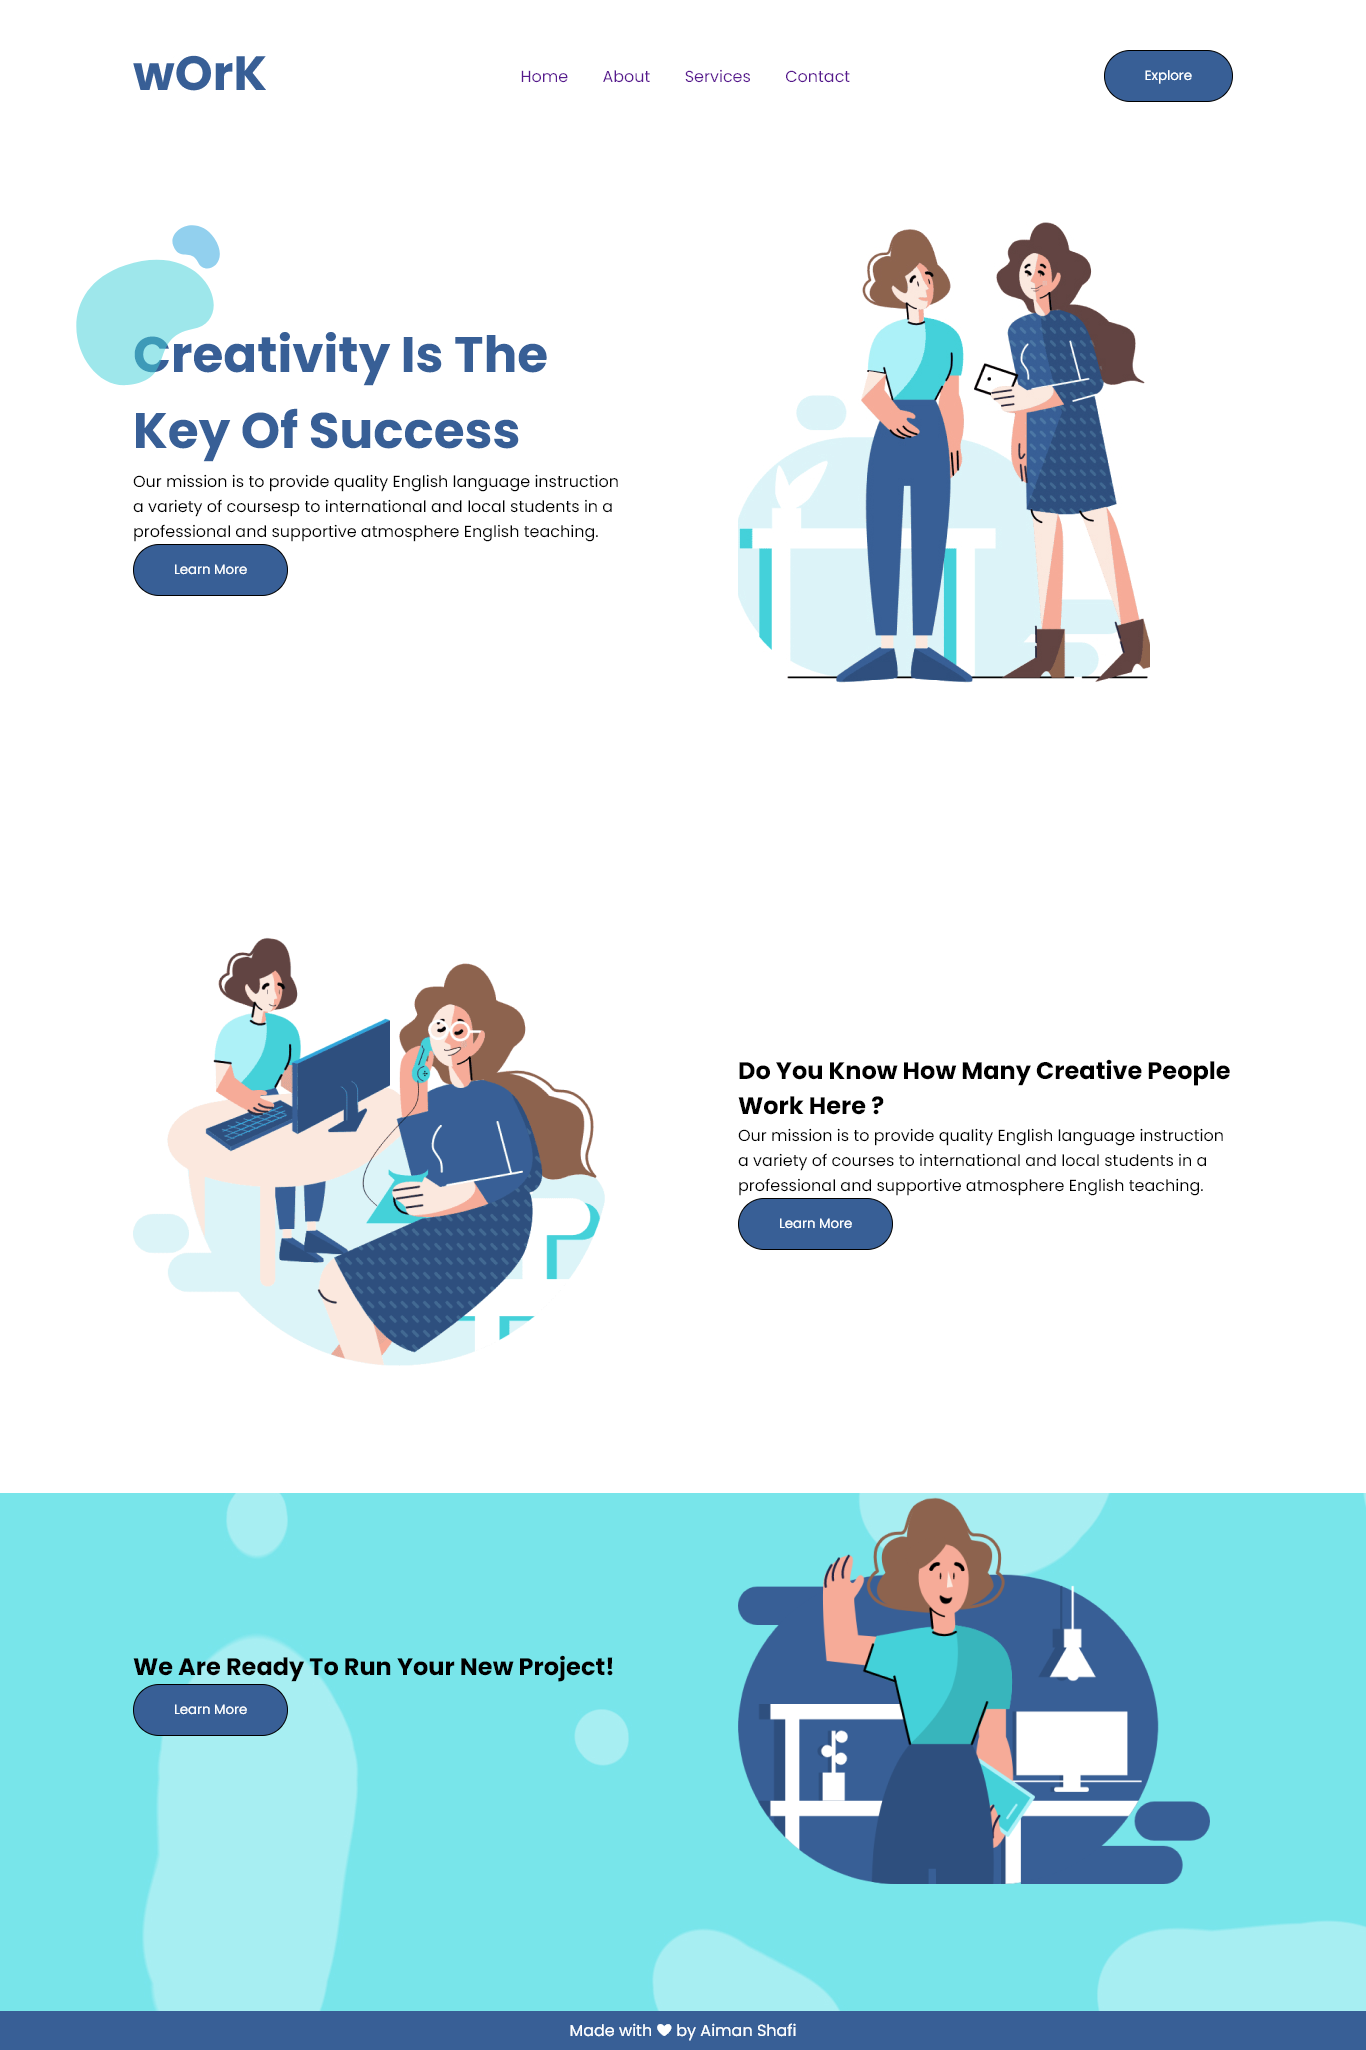 wOrK
Home About Services Contact
Explore
Creativity Is The
Key Of Success
Our mission is to provide quality English language instruction
a variety of coursesp to international and local students in a
professional and supportive atmosphere English teaching.
Learn More
Do You Know How Many Creative People
Work Here ?
Our mission is to provide quality English language instruction
a variety of courses to international and local students in a
professional and supportive atmosphere English teaching.
Learn More
We Are Ready To Run Your New Project!
Learn More
Made with ♥ by Aiman Shafi